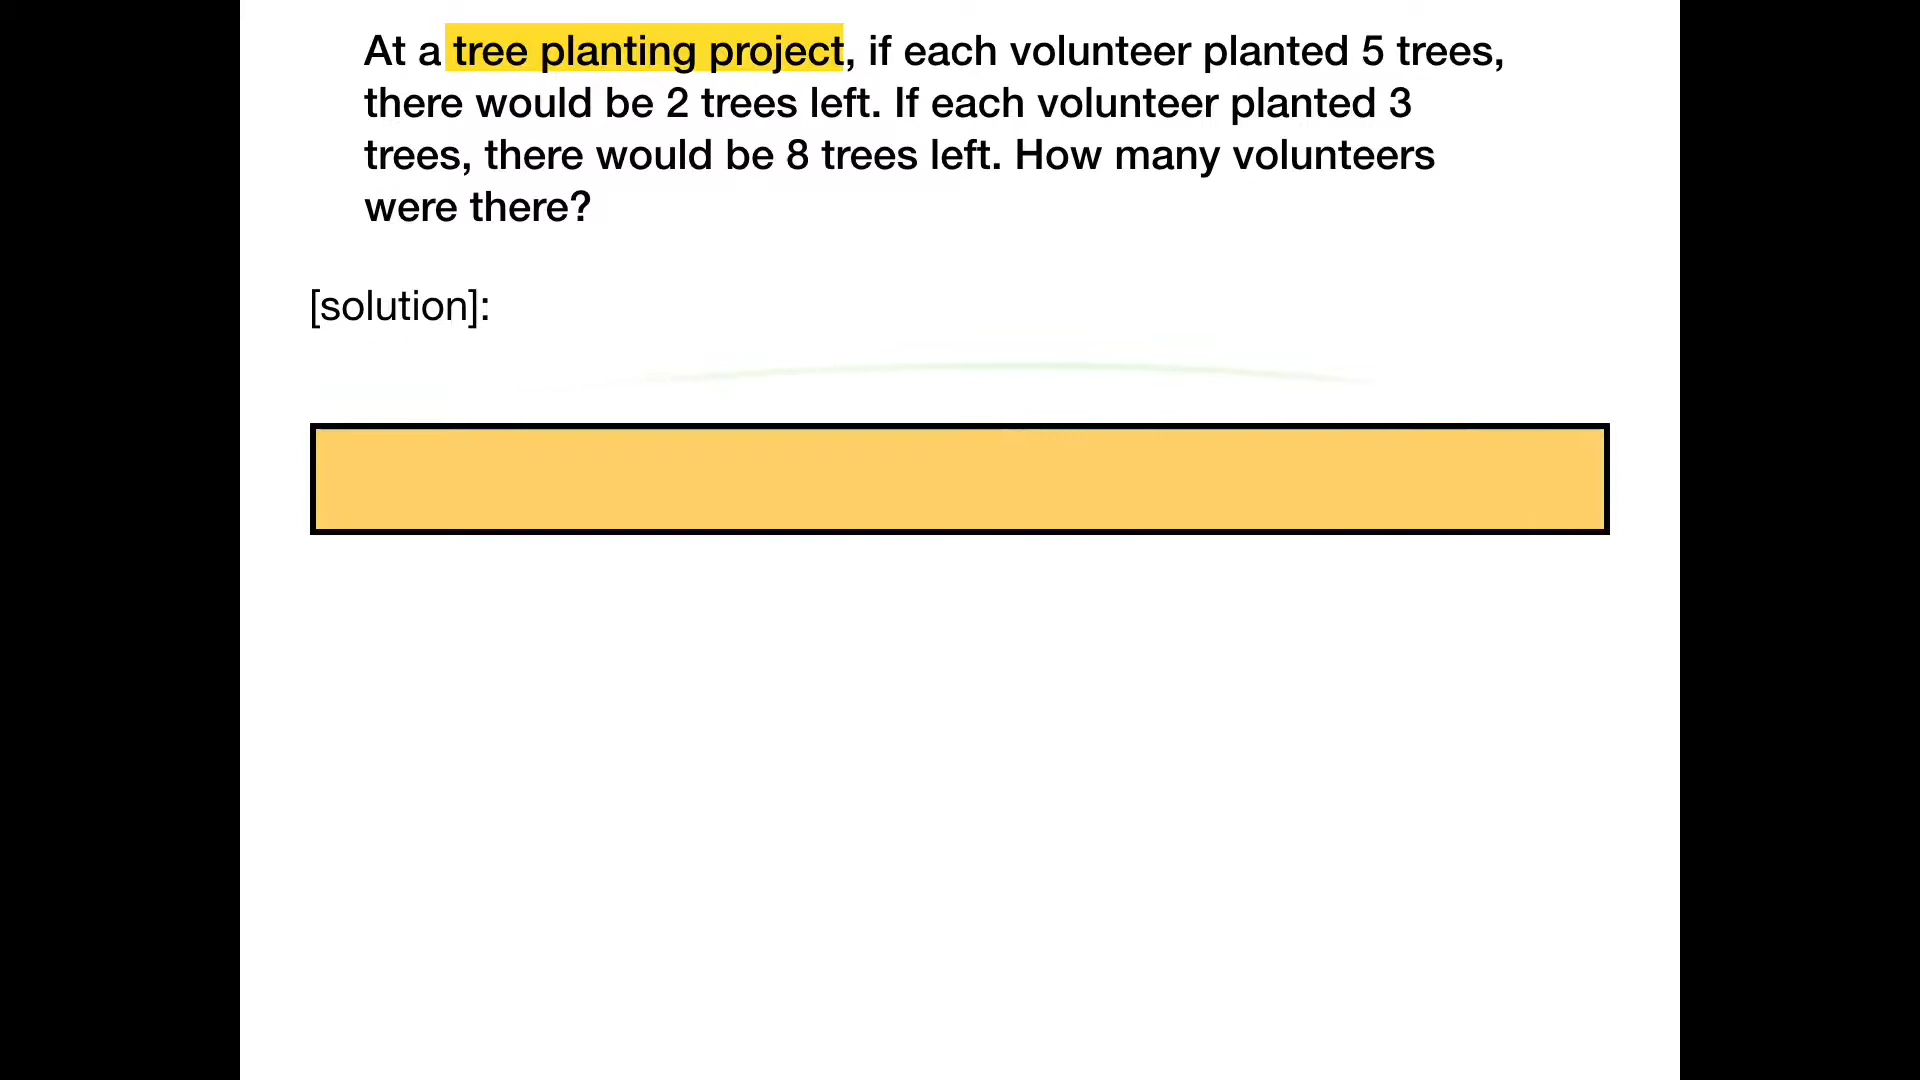 At a tree planting project, if each volunteer planted 5 trees,
there would be 2 trees left. If each volunteer planted 3
trees, there would be 8 trees left. How many volunteers
were there?
[solution]: